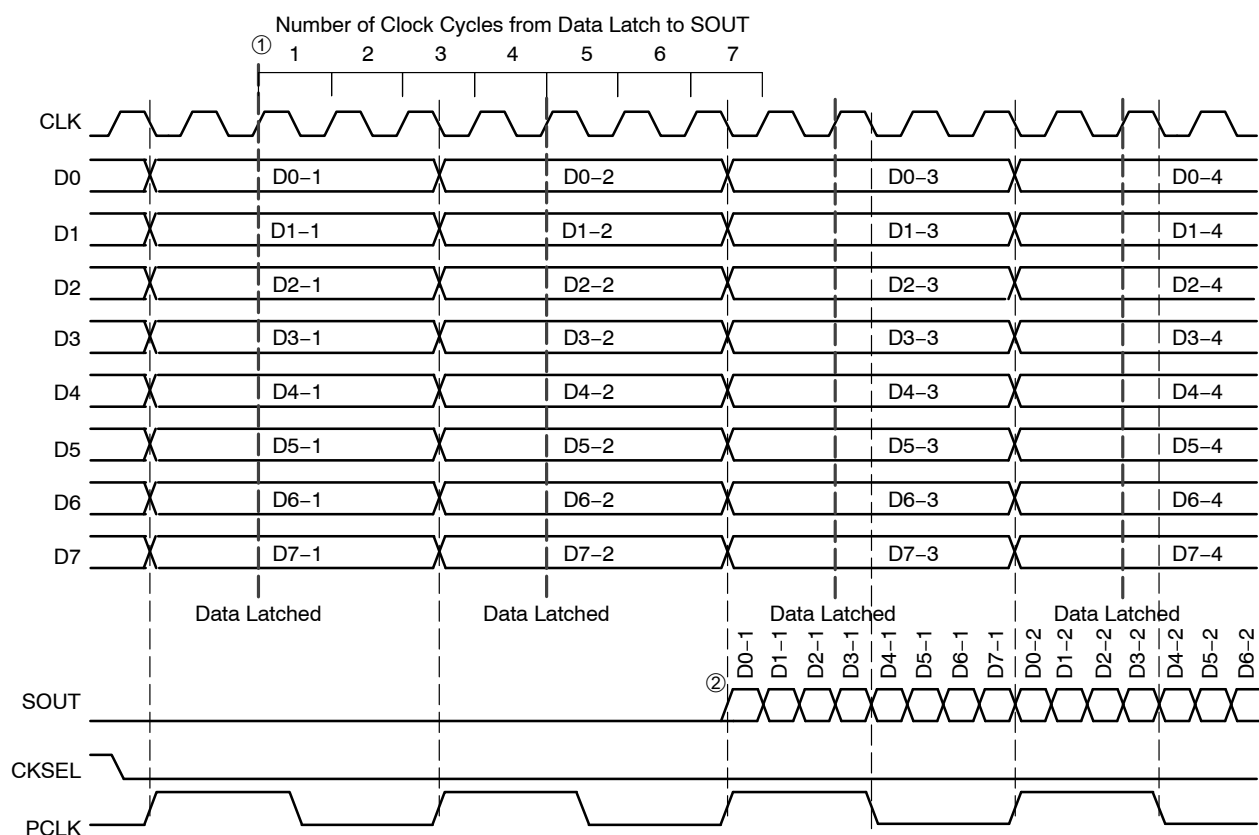 Number of Clock Cycles from Data Latch to SOUT
① 1 2 3 4 5 6 7
CLK
D0 D0−1 D0−2 D0−3 D0−4
D1 D1−1 D1−2 D1−3 D1−4
D2 D2−1 D2−2 D2−3 D2−4
D3 D3−1 D3−2 D3−3 D3−4
D4 D4−1 D4−2 D4−3 D4−4
D5 D5−1 D5−2 D5−3 D5−4
D6 D6−1 D6−2 D6−3 D6−4
D7 D7−1 D7−2 D7−3 D7−4
Data Latched Data Latched Data Latched Data Latched
D0−1 D1−1 D2−1 D3−1 D4−1 D5−1 D6−1 D7−1 D0−2 D1−2 D2−2 D3−2 D4−2 D5−2 D6−2
②
SOUT
CKSEL
PCLK